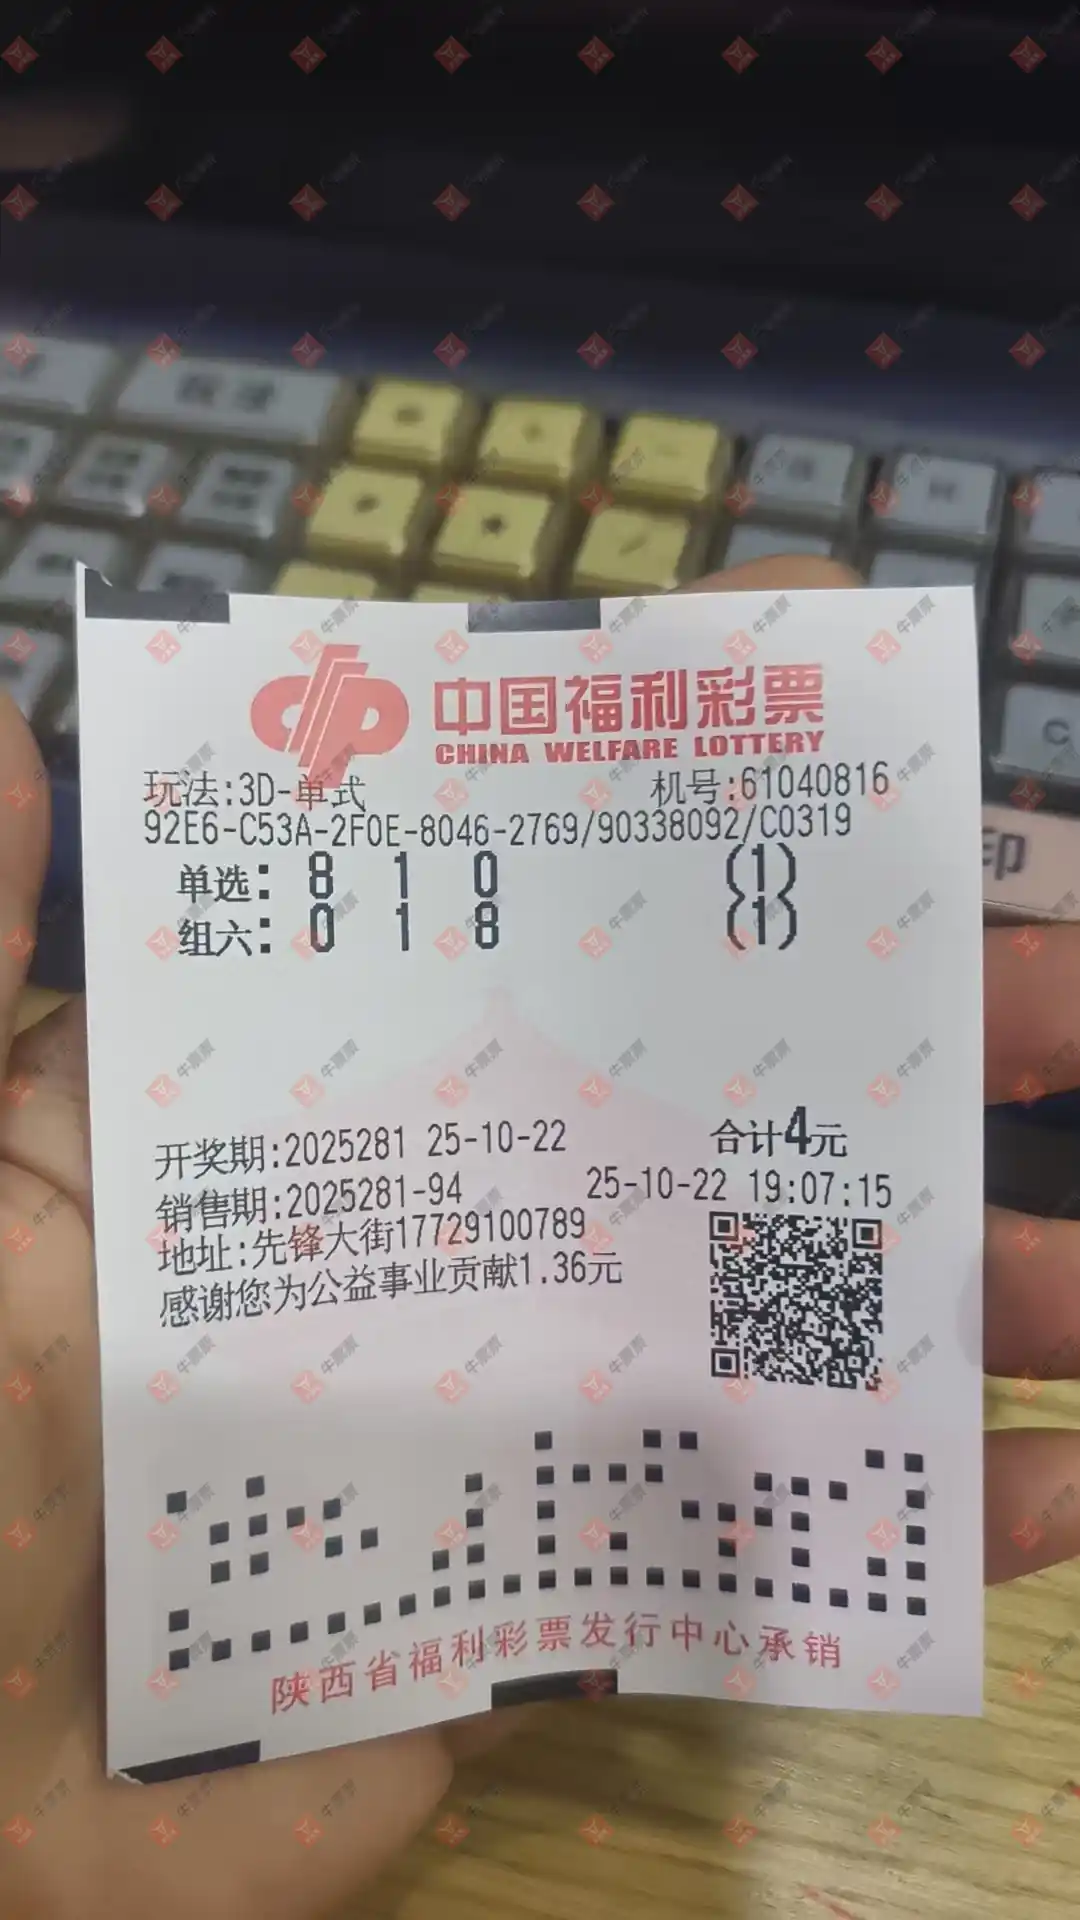 中国福利彩票
CHINA WELFARE LOTTERY
玩法:3D-单式 机号:61040816
92E6-C53A-2F0E-8046-2769/90338092/C0319
单选: 8 1 0 (1)
组六: 0 1 8 (1)
开奖期:2025281 25-10-22 合计4元
销售期:2025281-94 25-10-22 19:07:15
地址:先锋大街17729100789
感谢您为公益事业贡献1.36元
陕西省福利彩票发行中心承销
印
牛票票